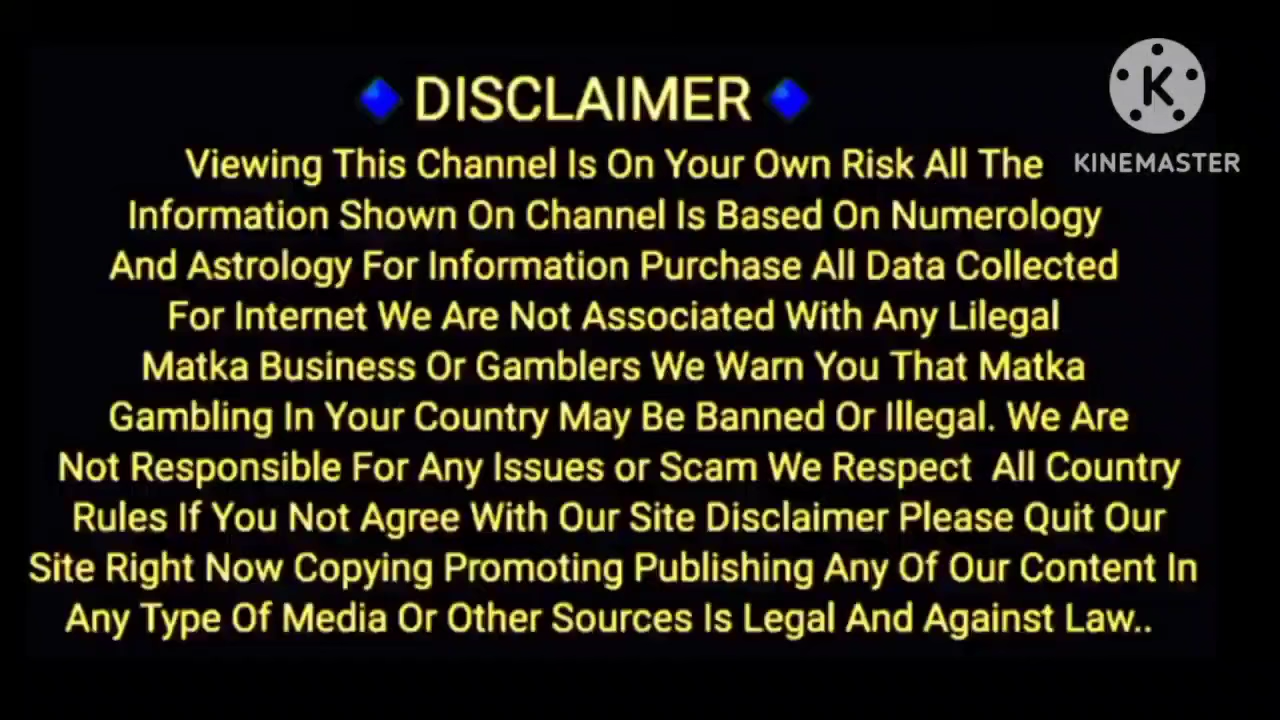 DISCLAIMER
Viewing This Channel Is On Your Own Risk All The
Information Shown On Channel Is Based On Numerology
And Astrology For Information Purchase All Data Collected
For Internet We Are Not Associated With Any Lilegal
Matka Business Or Gamblers We Warn You That Matka
Gambling In Your Country May Be Banned Or Illegal. We Are
Not Responsible For Any Issues or Scam We Respect All Country
Rules If You Not Agree With Our Site Disclaimer Please Quit Our
Site Right Now Copying Promoting Publishing Any Of Our Content In
Any Type Of Media Or Other Sources Is Legal And Against Law..
K
KINEMASTER